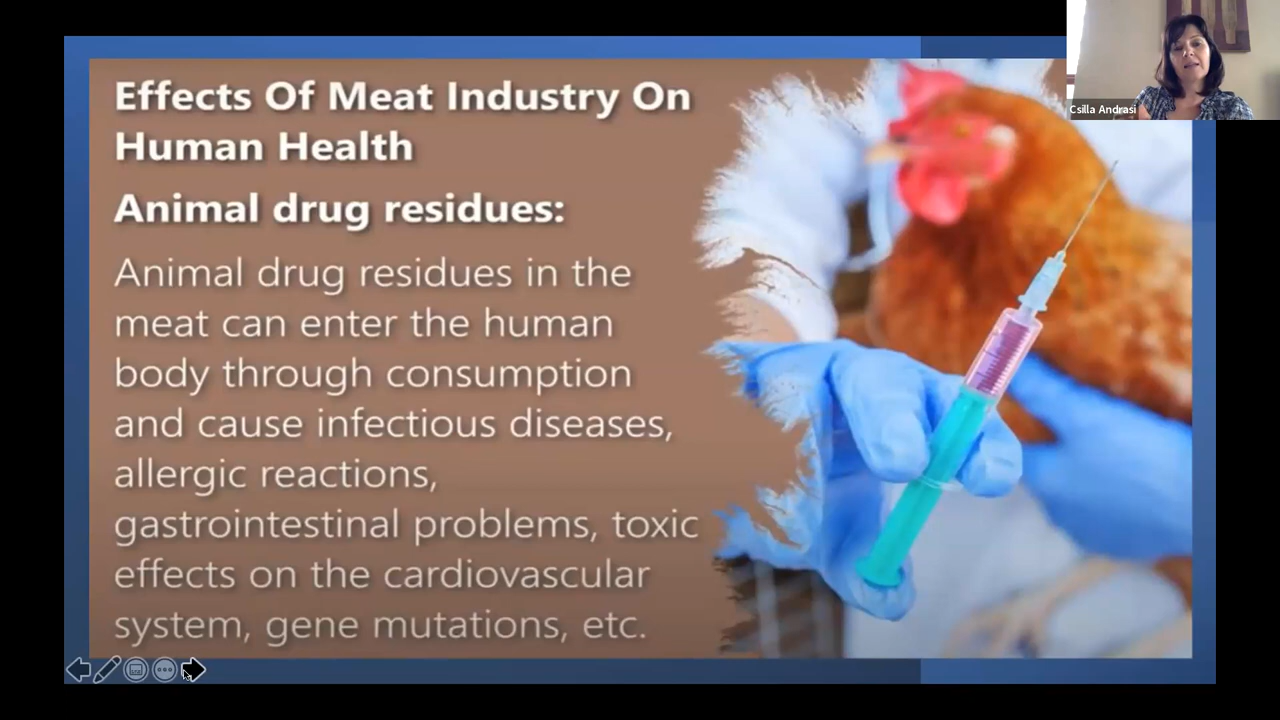 Effects Of Meat Industry On
Human Health
Animal drug residues:
Animal drug residues in the
meat can enter the human
body through consumption
and cause infectious diseases,
allergic reactions,
gastrointestinal problems, toxic
effects on the cardiovascular
system, gene mutations, etc.
Csilla Andrasi